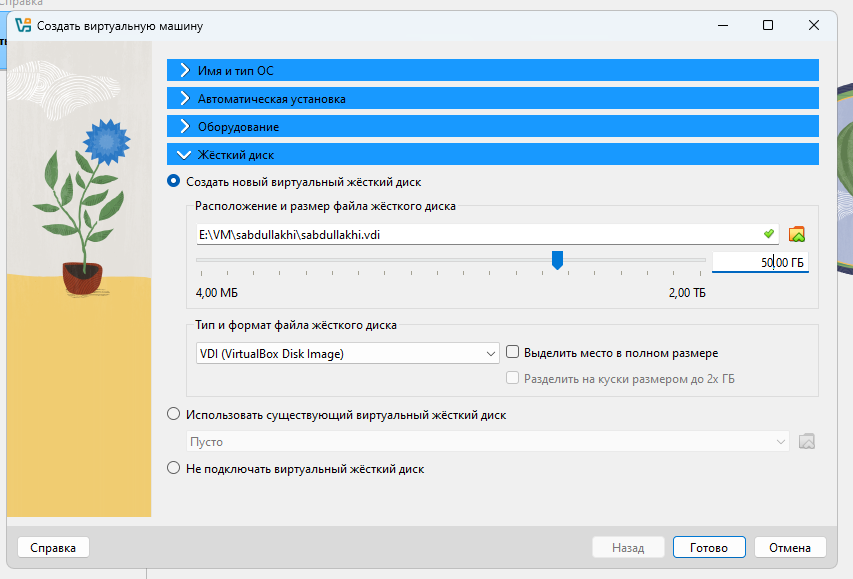 Справка
Создать виртуальную машину
Имя и тип ОС
Автоматическая установка
Оборудование
Жёсткий диск
Создать новый виртуальный жёсткий диск
Расположение и размер файла жёсткого диска
E:\VM\sabdullakhi\sabdullakhi.vdi
50,00 ГБ
4,00 МБ
2,00 ТБ
Тип и формат файла жёсткого диска
VDI (VirtualBox Disk Image)
Выделить место в полном размере
Разделить на куски размером до 2х ГБ
Использовать существующий виртуальный жёсткий диск
Пусто
Не подключать виртуальный жёсткий диск
Справка
Назад
Готово
Отмена